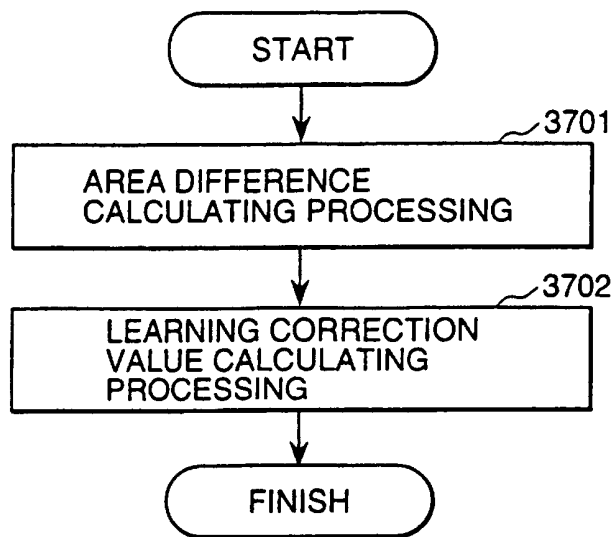 START
3701
AREA DIFFERENCE
CALCULATING PROCESSING
3702
LEARNING CORRECTION
VALUE CALCULATING
PROCESSING
FINISH